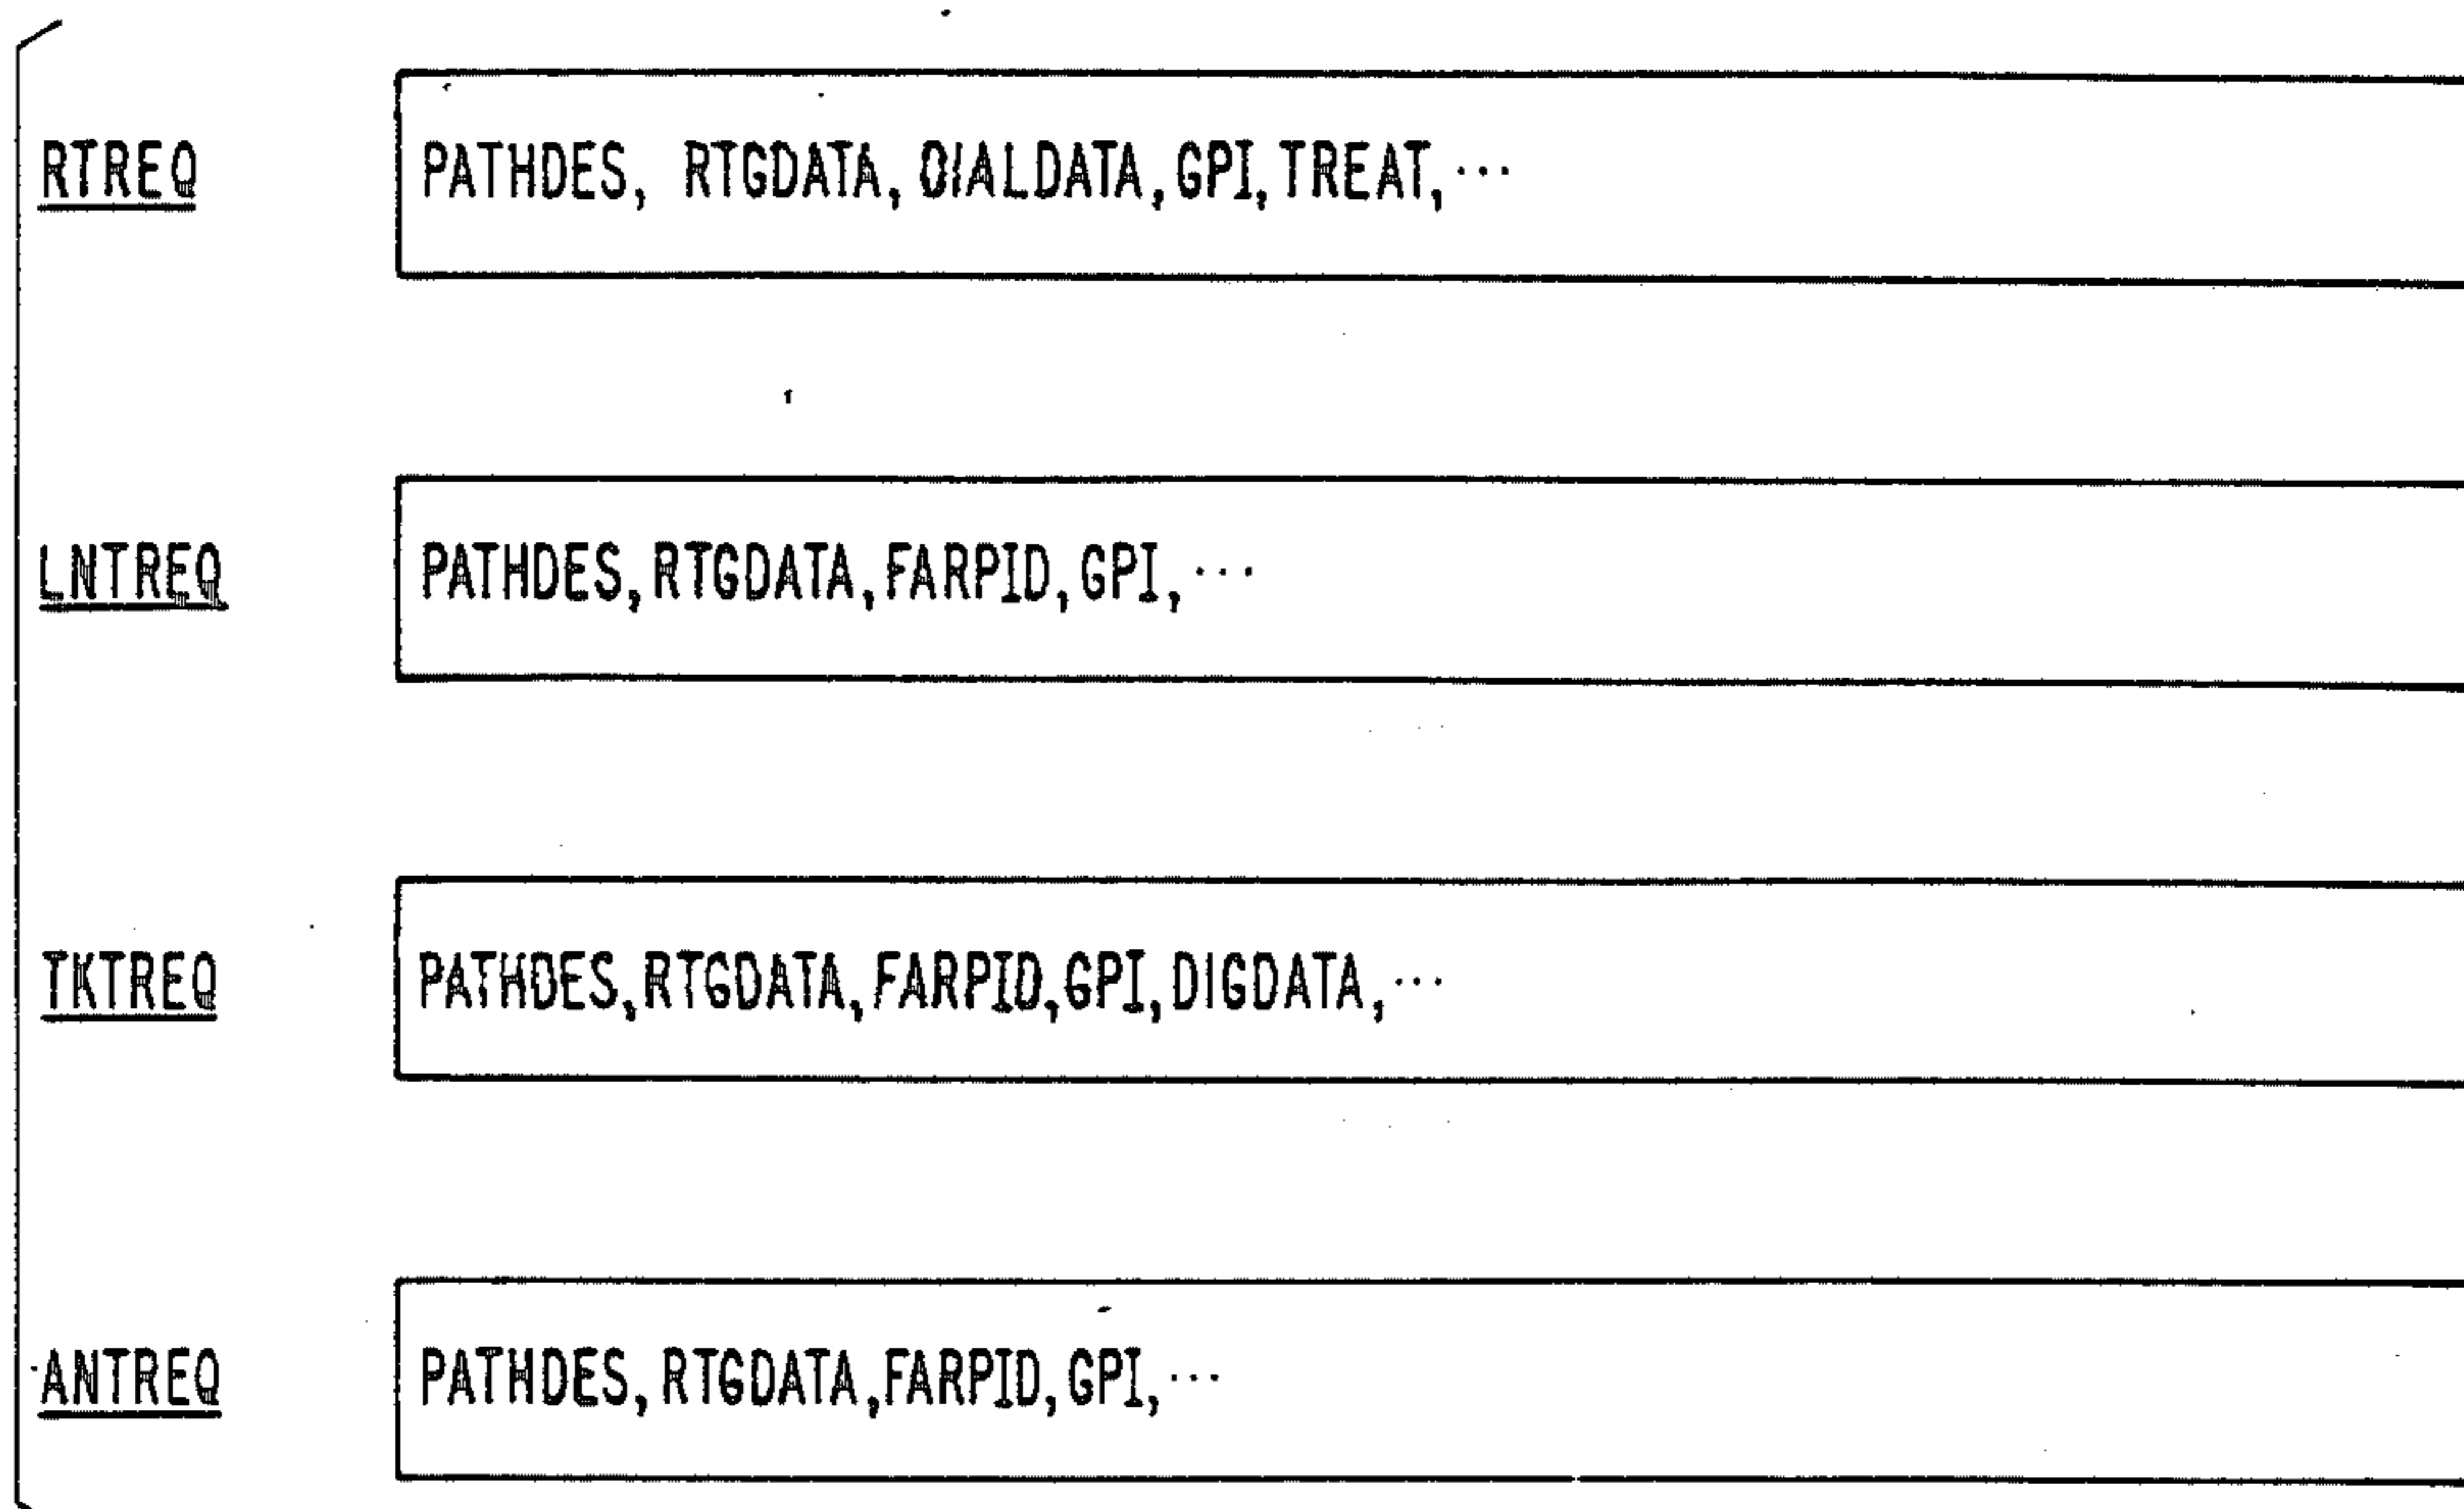 RTREQ PATHDES, RTGDATA, DIALDATA, GPI, TREAT, ...
LNTREQ PATHDES, RTGDATA, FARPID, GPI, ...
TKTREQ PATHDES, RTGDATA, FARPID, GPI, DIGDATA, ...
ANTREQ PATHDES, RTGDATA, FARPID, GPI, ...